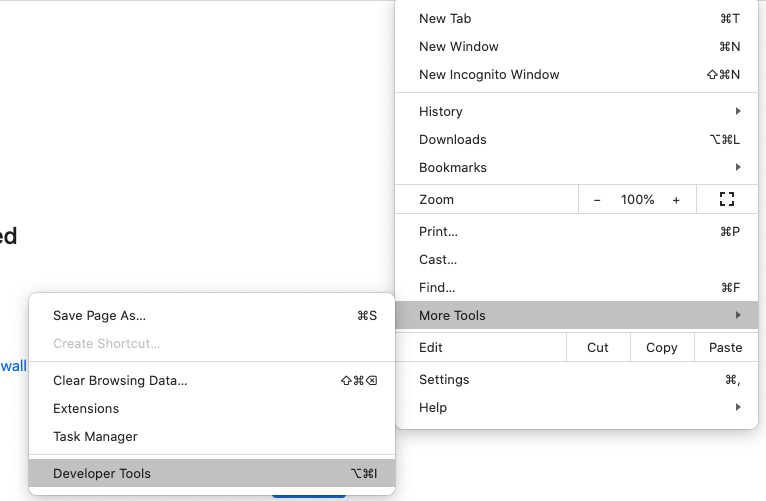 New Tab ⌘T
New Window ⌘N
New Incognito Window ⇧⌘N
History
Downloads ⌥⌘L
Bookmarks
Zoom - 100% +
Print... ⌘P
Cast...
Find... ⌘F
More Tools
Edit Cut Copy Paste
Settings ⌘,
Help
ed
wall
Save Page As... ⌘S
Create Shortcut...
Clear Browsing Data... ⇧⌘⌫
Extensions
Task Manager
Developer Tools ⌥⌘I